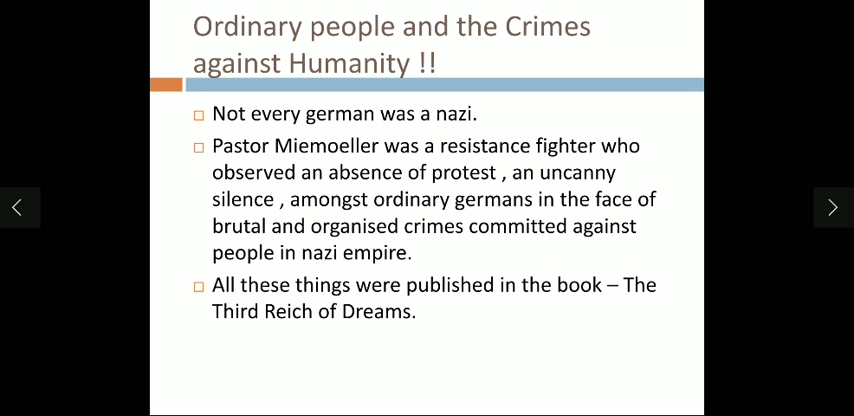 Ordinary people and the Crimes
against Humanity !!
Not every german was a nazi.
Pastor Miemoeller was a resistance fighter who
observed an absence of protest , an uncanny
silence , amongst ordinary germans in the face of
brutal and organised crimes committed against
people in nazi empire.
All these things were published in the book – The
Third Reich of Dreams.